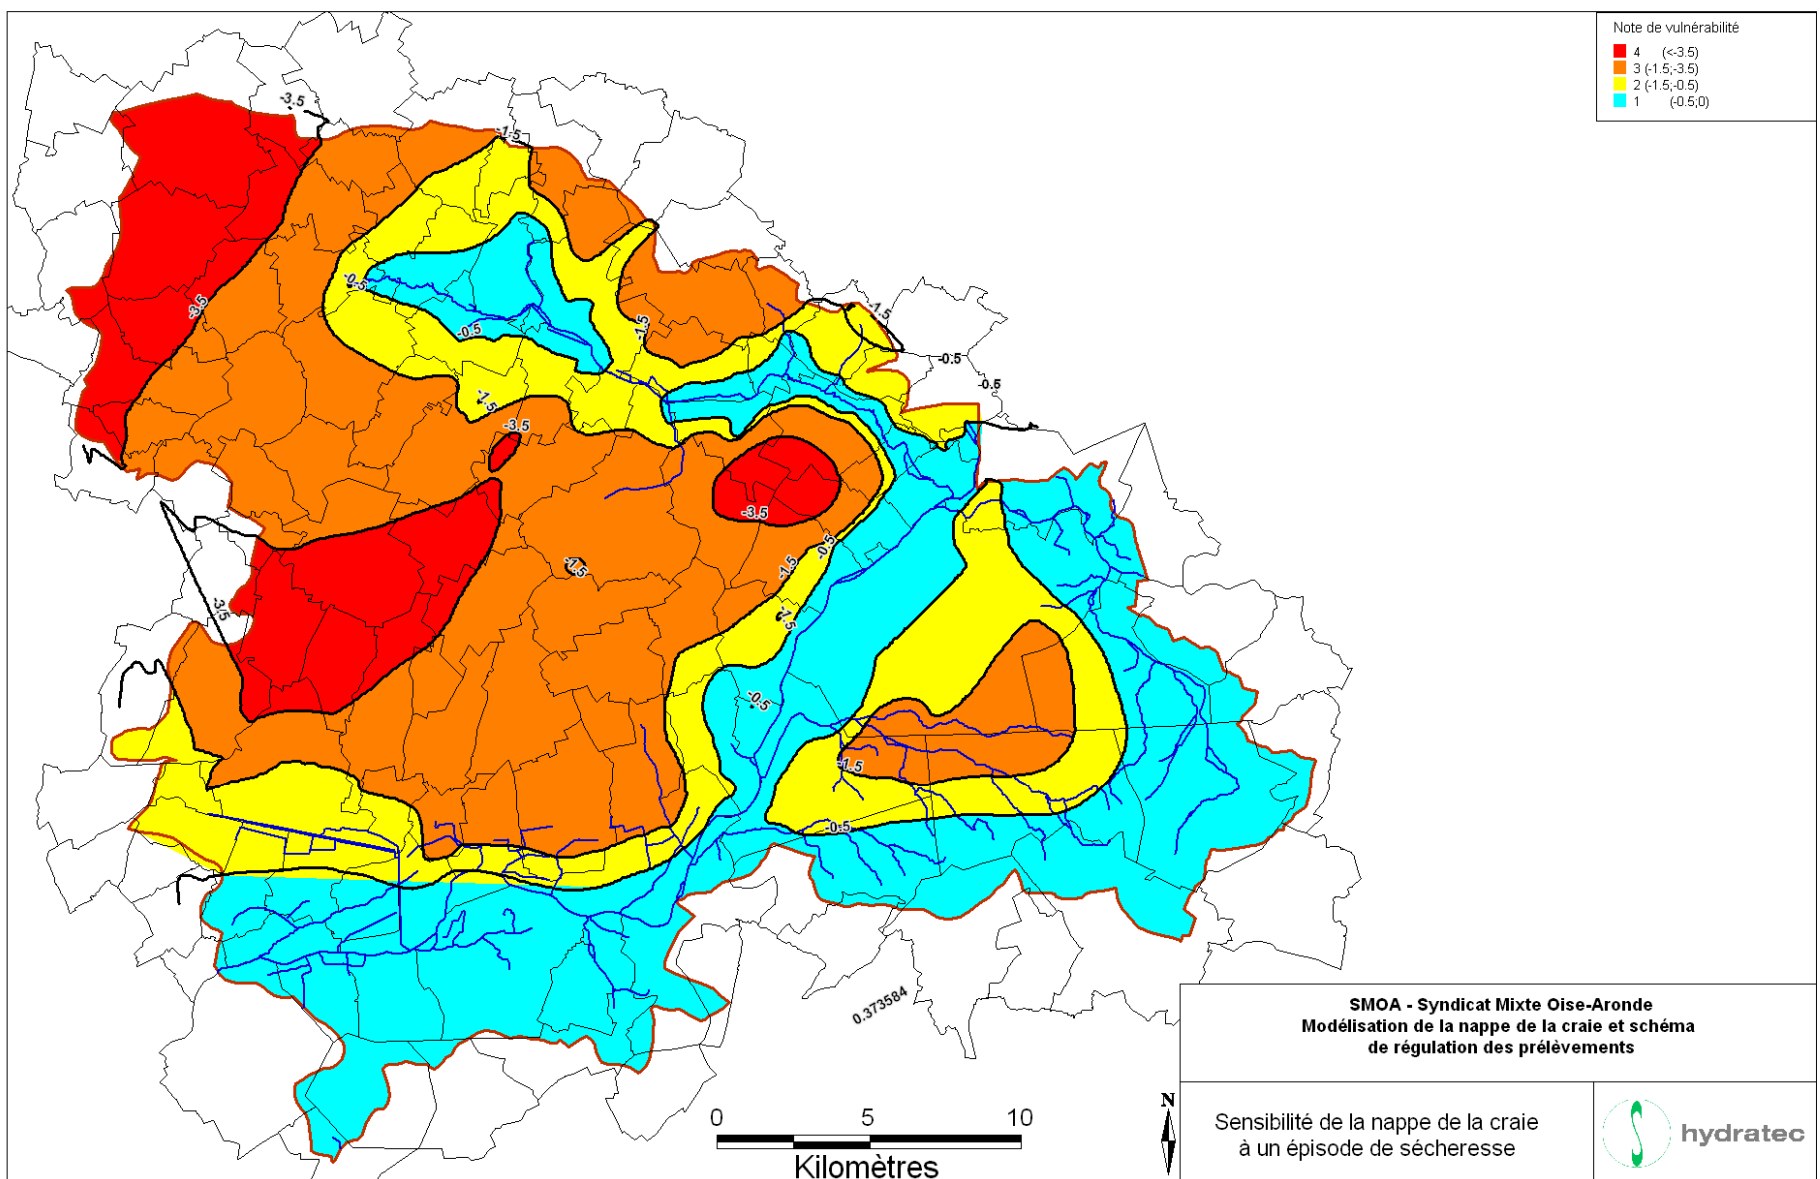 Note de vulnérabilité
4 (<-3.5)
3 (-1.5;-3.5)
2 (-1.5;-0.5)
1 (-0.5;0)
-3.5
-1.5
-0.5
-3.5
-0.5
-1.5
-1.5
-0.5
-0.5
-1.5
-3.5
-3.5
-1.5
-1.5
-0.5
-3.5
-1.5
-0.5
-1.5
-0.5
0.373584
0 5 10
Kilomètres
N
SMOA - Syndicat Mixte Oise-Aronde
Modélisation de la nappe de la craie et schéma
de régulation des prélèvements
Sensibilité de la nappe de la craie
à un épisode de sécheresse
hydratec